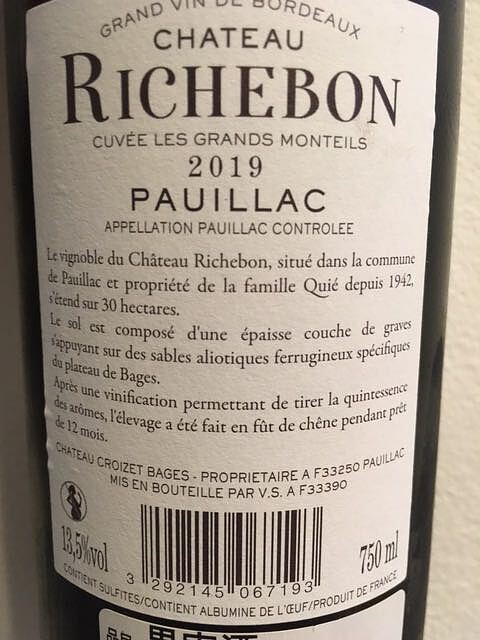 GRAND VIN DE BORDEAUX
CHATEAU
RICHEBON
CUVÉE LES GRANDS MONTEILS
2019
PAUILLAC
APPELLATION PAUILLAC CONTROLEE
Le vignoble du Château Richebon, situé dans la commune
de Pauillac et propriété de la famille Quié depuis 1942,
s'étend sur 30 hectares.
Le sol est composé d'une épaisse couche de graves
s'appuyant sur des sables aliotiques ferrugineux spécifiques
du plateau de Bages.
Après une vinification permettant de tirer la quintessence
des arômes, l'élevage a été fait en fût de chêne pendant prêt
de 12 mois.
CHATEAU CROIZET BAGES - PROPRIETAIRE A F33250 PAUILLAC
MIS EN BOUTEILLE PAR V.S. A F33390
13,5%vol
750 ml
3 292145 067193
CONTIENT SULFITES/CONTIENT ALBUMINE DE L'ŒUF/PRODUIT DE FRANCE